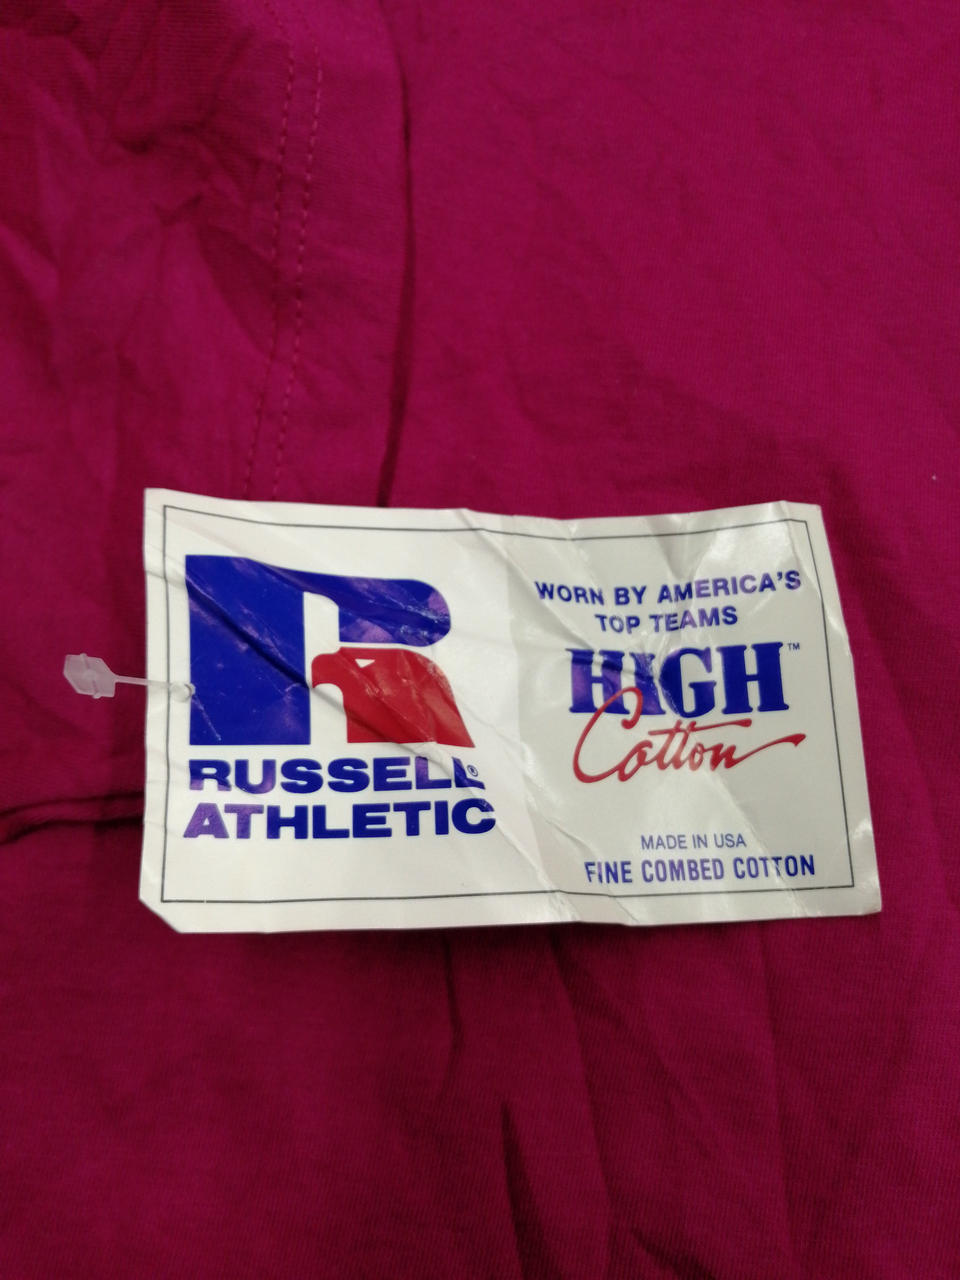 RUSSELL®
ATHLETIC
WORN BY AMERICA'S
TOP TEAMS
HIGH™
Cotton
MADE IN USA
FINE COMBED COTTON